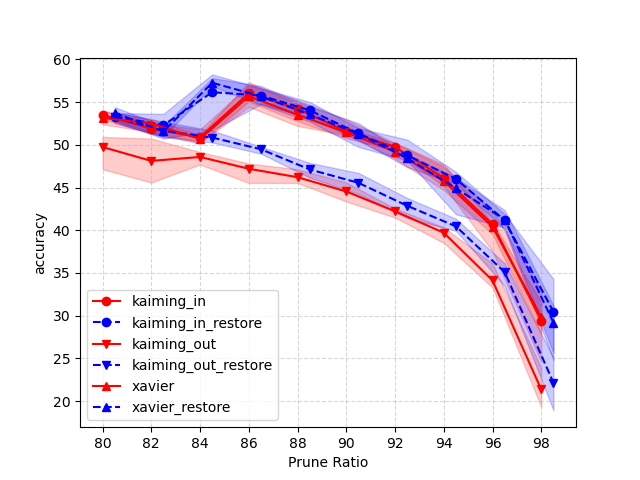 60
55
50
45
40
35
30
25
20
accuracy
kaiming_in
kaiming_in_restore
kaiming_out
kaiming_out_restore
xavier
xavier_restore
80 82 84 86 88 90 92 94 96 98
Prune Ratio